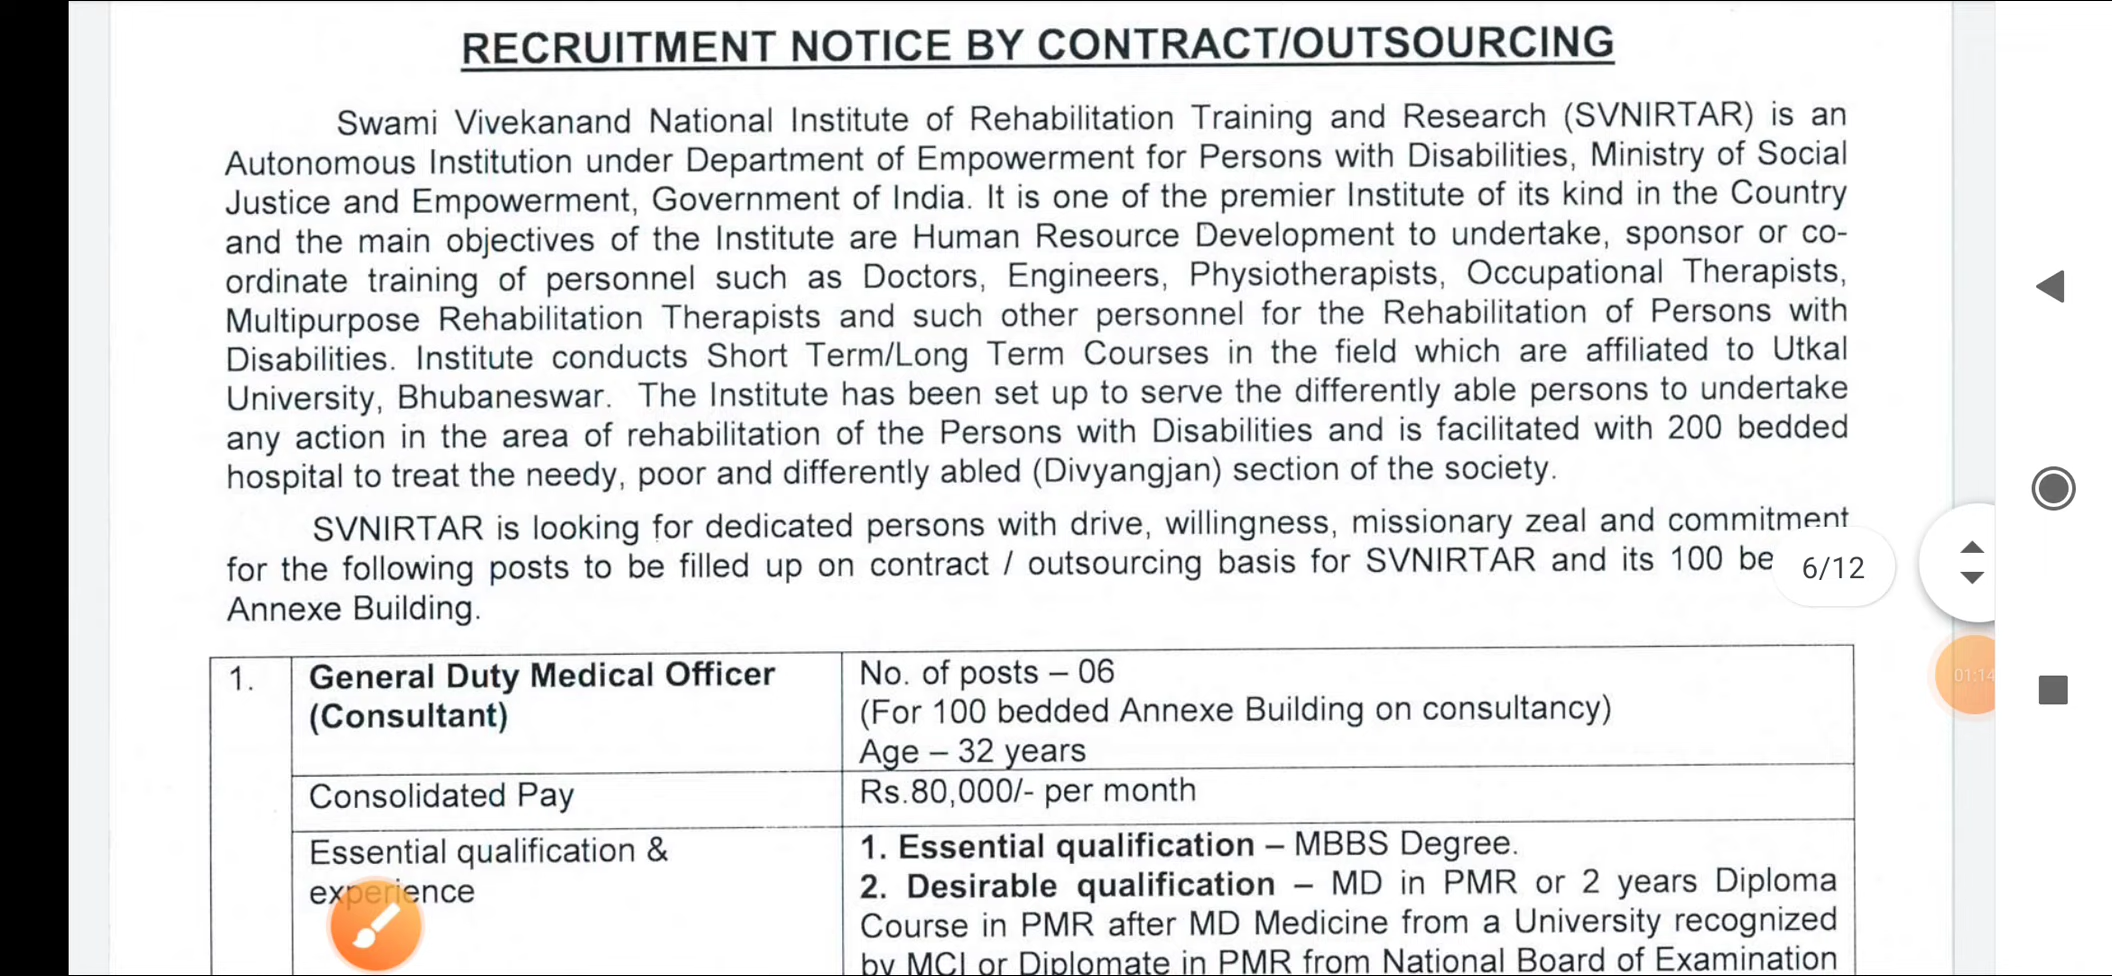 RECRUITMENT NOTICE BY CONTRACT/OUTSOURCING
Swami Vivekanand National Institute of Rehabilitation Training and Research (SVNIRTAR) is an
Autonomous Institution under Department of Empowerment for Persons with Disabilities, Ministry of Social
Justice and Empowerment, Government of India. It is one of the premier Institute of its kind in the Country
and the main objectives of the Institute are Human Resource Development to undertake, sponsor or co-
ordinate training of personnel such as Doctors, Engineers, Physiotherapists, Occupational Therapists,
Multipurpose Rehabilitation Therapists and such other personnel for the Rehabilitation of Persons with
Disabilities. Institute conducts Short Term/Long Term Courses in the field which are affiliated to Utkal
University, Bhubaneswar. The Institute has been set up to serve the differently able persons to undertake
any action in the area of rehabilitation of the Persons with Disabilities and is facilitated with 200 bedded
hospital to treat the needy, poor and differently abled (Divyangjan) section of the society.
SVNIRTAR is looking for dedicated persons with drive, willingness, missionary zeal and commitment
for the following posts to be filled up on contract / outsourcing basis for SVNIRTAR and its 100 be
6/12
Annexe Building.
1. General Duty Medical Officer
(Consultant)
No. of posts – 06
(For 100 bedded Annexe Building on consultancy)
Age – 32 years
01:14
Consolidated Pay
Rs.80,000/- per month
Essential qualification &
experience
1. Essential qualification – MBBS Degree.
2. Desirable qualification – MD in PMR or 2 years Diploma
Course in PMR after MD Medicine from a University recognized
by MCI or Diplomate in PMR from National Board of Examination